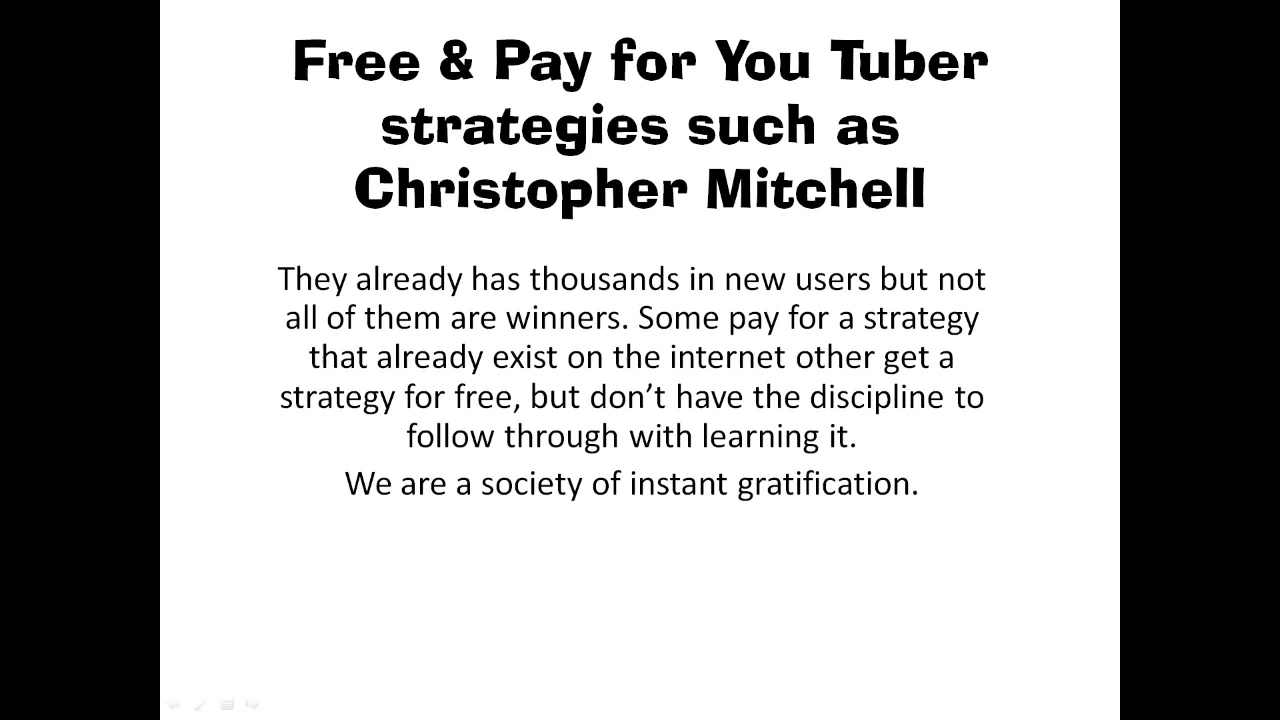 Free & Pay for You Tuber
strategies such as
Christopher Mitchell
They already has thousands in new users but not
all of them are winners. Some pay for a strategy
that already exist on the internet other get a
strategy for free, but don’t have the discipline to
follow through with learning it.
We are a society of instant gratification.